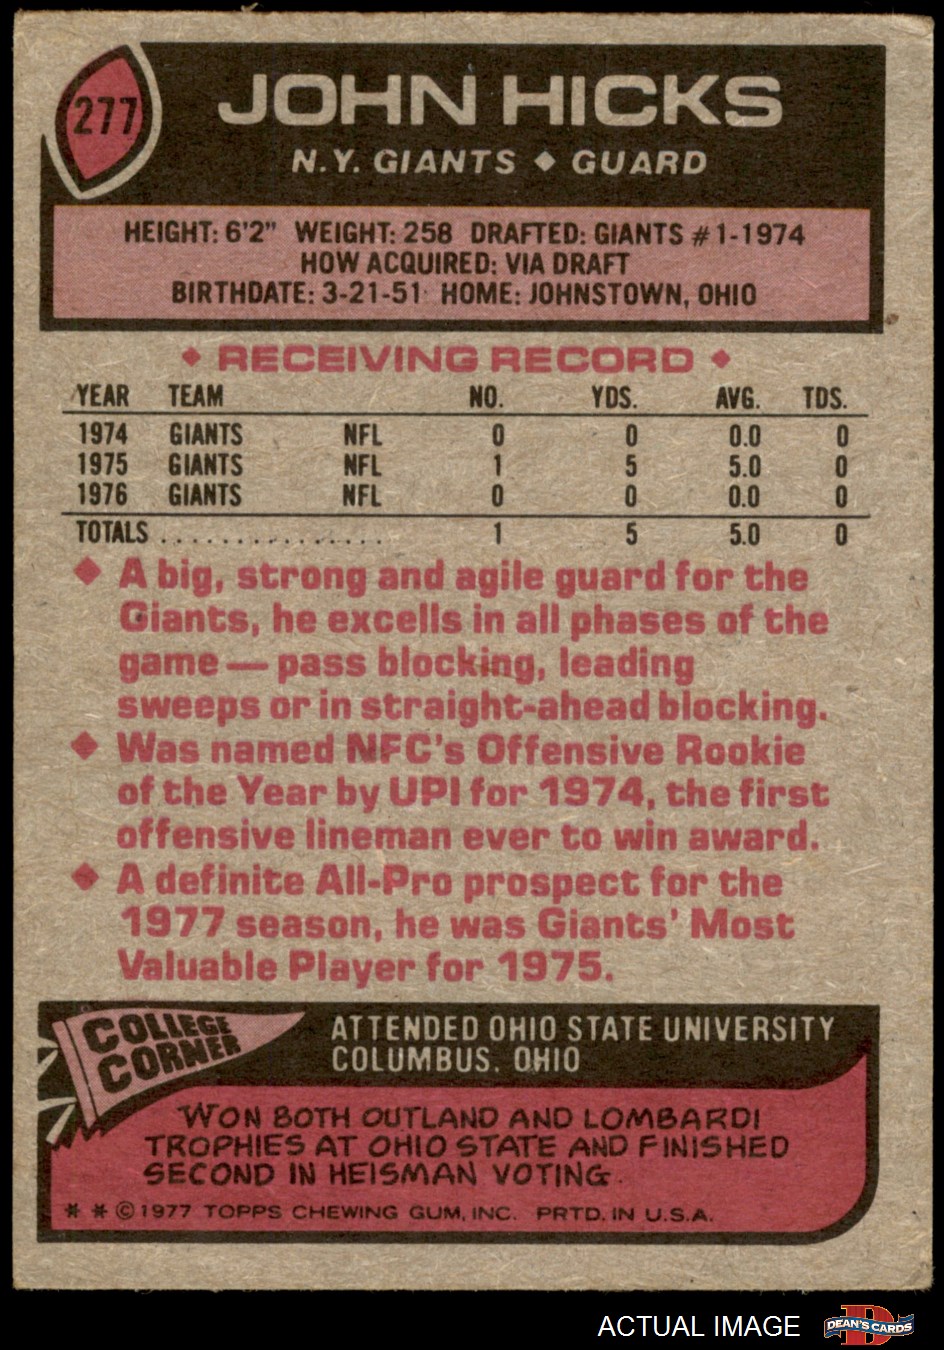 277
JOHN HICKS
N.Y. GIANTS ◆ GUARD
HEIGHT: 6'2" WEIGHT: 258 DRAFTED: GIANTS #1-1974
HOW ACQUIRED: VIA DRAFT
BIRTHDATE: 3-21-51 HOME: JOHNSTOWN, OHIO
◆ RECEIVING RECORD ◆
YEAR TEAM NO. YDS. AVG. TDS.
1974 GIANTS NFL 0 0 0.0 0
1975 GIANTS NFL 1 5 5.0 0
1976 GIANTS NFL 0 0 0.0 0
TOTALS . . . . . . . . . . . . . . . 1 5 5.0 0
◆ A big, strong and agile guard for the
Giants, he excells in all phases of the
game — pass blocking, leading
sweeps or in straight-ahead blocking.
◆ Was named NFC's Offensive Rookie
of the Year by UPI for 1974, the first
offensive lineman ever to win award.
◆ A definite All-Pro prospect for the
1977 season, he was Giants' Most
Valuable Player for 1975.
COLLEGE
CORNER
ATTENDED OHIO STATE UNIVERSITY
COLUMBUS, OHIO
WON BOTH OUTLAND AND LOMBARDI
TROPHIES AT OHIO STATE AND FINISHED
SECOND IN HEISMAN VOTING.
* * © 1977 TOPPS CHEWING GUM, INC. PRTD. IN U.S.A.
ACTUAL IMAGE
D
DEAN'S CARDS